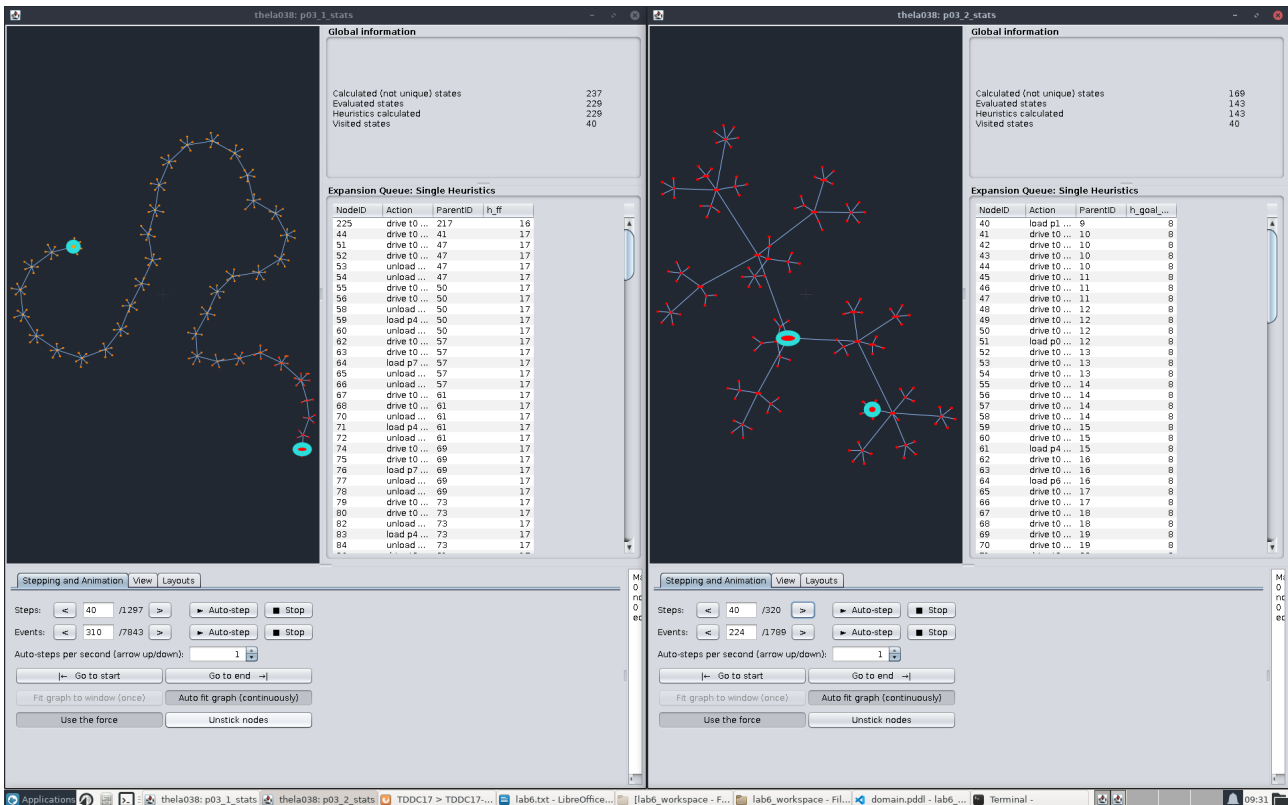 thela038: p03_1_stats
Global information
Calculated (not unique) states 237
Evaluated states 229
Heuristics calculated 229
Visited states 40
Expansion Queue: Single Heuristics
NodeID Action ParentID h_ff
225 drive t0 ... 217 16
44 drive t0 ... 41 17
51 drive t0 ... 47 17
52 drive t0 ... 47 17
53 unload ... 47 17
54 unload ... 47 17
55 drive t0 ... 50 17
56 drive t0 ... 50 17
58 unload ... 50 17
59 load p4 ... 50 17
60 unload ... 50 17
62 drive t0 ... 57 17
63 drive t0 ... 57 17
64 load p7 ... 57 17
65 unload ... 57 17
66 unload ... 57 17
67 drive t0 ... 61 17
68 drive t0 ... 61 17
70 unload ... 61 17
71 load p4 ... 61 17
72 unload ... 61 17
74 drive t0 ... 69 17
75 drive t0 ... 69 17
76 load p7 ... 69 17
77 unload ... 69 17
78 unload ... 69 17
79 drive t0 ... 73 17
80 drive t0 ... 73 17
82 unload ... 73 17
83 load p4 ... 73 17
84 unload ... 73 17
Stepping and Animation View Layouts
Steps: < 40 /1297 > ► Auto-step ■ Stop
Events: < 310 /7843 > ► Auto-step ■ Stop
Auto-steps per second (arrow up/down): 1
|← Go to start Go to end →|
Fit graph to window (once) Auto fit graph (continuously)
Use the force Unstick nodes
thela038: p03_2_stats
Global information
Calculated (not unique) states 169
Evaluated states 143
Heuristics calculated 143
Visited states 40
Expansion Queue: Single Heuristics
NodeID Action ParentID h_goal_...
40 load p1 ... 9 8
41 drive t0 ... 10 8
42 drive t0 ... 10 8
43 drive t0 ... 10 8
44 drive t0 ... 10 8
45 drive t0 ... 11 8
46 drive t0 ... 11 8
47 drive t0 ... 11 8
48 drive t0 ... 12 8
49 drive t0 ... 12 8
50 drive t0 ... 12 8
51 load p0 ... 12 8
52 drive t0 ... 13 8
53 drive t0 ... 13 8
54 drive t0 ... 13 8
55 drive t0 ... 14 8
56 drive t0 ... 14 8
57 drive t0 ... 14 8
58 drive t0 ... 14 8
59 drive t0 ... 15 8
60 drive t0 ... 15 8
61 load p4 ... 15 8
62 drive t0 ... 16 8
63 drive t0 ... 16 8
64 load p6 ... 16 8
65 drive t0 ... 17 8
66 drive t0 ... 17 8
67 drive t0 ... 18 8
68 drive t0 ... 18 8
69 drive t0 ... 19 8
70 drive t0 ... 19 8
Stepping and Animation View Layouts
Steps: < 40 /320 > ► Auto-step ■ Stop
Events: < 224 /1789 > ► Auto-step ■ Stop
Auto-steps per second (arrow up/down): 1
|← Go to start Go to end →|
Fit graph to window (once) Auto fit graph (continuously)
Use the force Unstick nodes
Applications thela038: p03_1_stats thela038: p03_2_stats TDDC17 > TDDC17-... lab6.txt - LibreOffice... [lab6_workspace - F... lab6_workspace - Fil... domain.pddl - lab6_... Terminal - 09:31